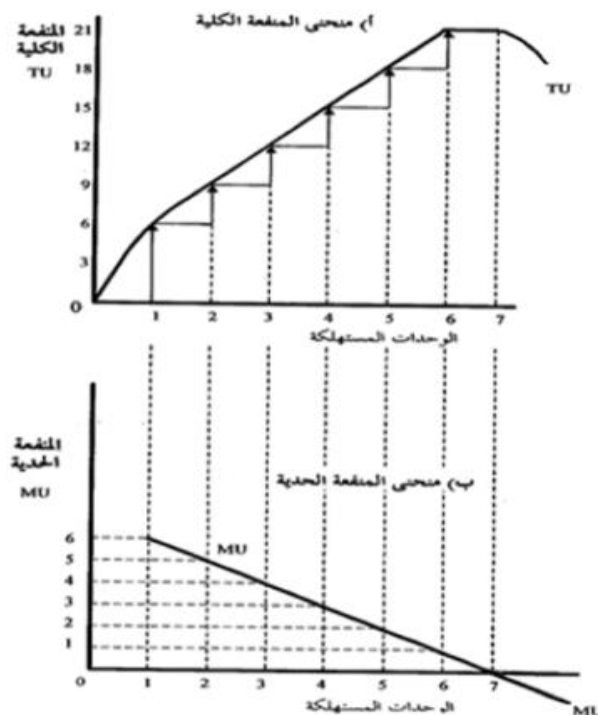 أ) منحنى المنفعة الكلية
المنفعة
الكلية
TU
21
18
15
12
9
6
3
0
TU
1 2 3 4 5 6 7
الوحدات المستهلكة
المنفعة
الحدية
MU
ب) منحنى المنفعة الحدية
6
5
4
3
2
1
0
MU
1 2 3 4 5 6 7
MU
الوحدات المستهلكة